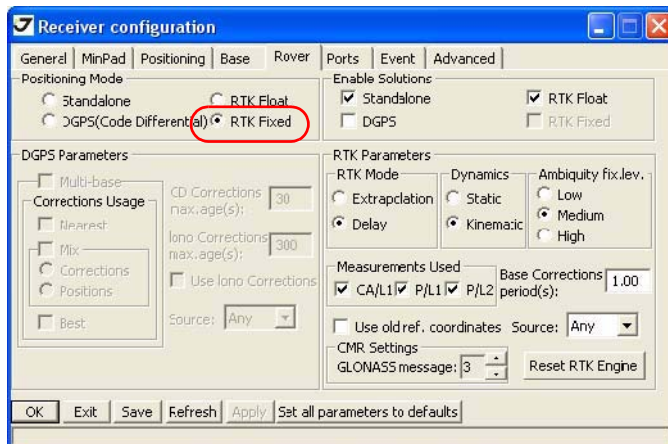 Receiver configuration
General MinPad Positioning Base Rover Ports Event Advanced
Positioning Mode
Standalone
RTK Float
DGPS(Code Differential)
RTK Fixed
Enable Solutions
Standalone
RTK Float
DGPS
RTK Fixed
DGPS Parameters
Multi-base
Corrections Usage
Nearest
Mix
Corrections
Positions
Best
CD Corrections
max.age(s):
30
Iono Corrections
max.age(s):
300
Use Iono Corrections
Source: Any
RTK Parameters
RTK Mode
Extrapolation
Delay
Dynamics
Static
Kinematic
Ambiquity fix.lev.
Low
Medium
High
Measurements Used
CA/L1 P/L1 P/L2
Base Corrections
period(s):
1.00
Use old ref. coordinates Source: Any
CMR Settings
GLONASS message: 3
Reset RTK Engine
OK Exit Save Refresh Apply Set all parameters to defaults